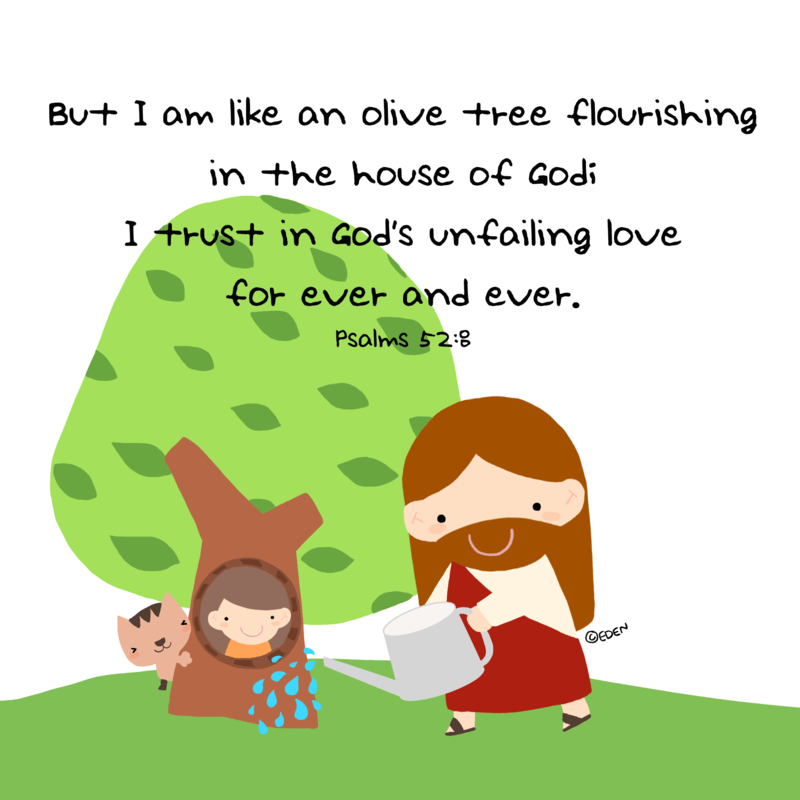 But I am like an olive tree flourishing
in the house of God;
I trust in God's unfailing love
for ever and ever.
Psalms 52:8
©EDEN